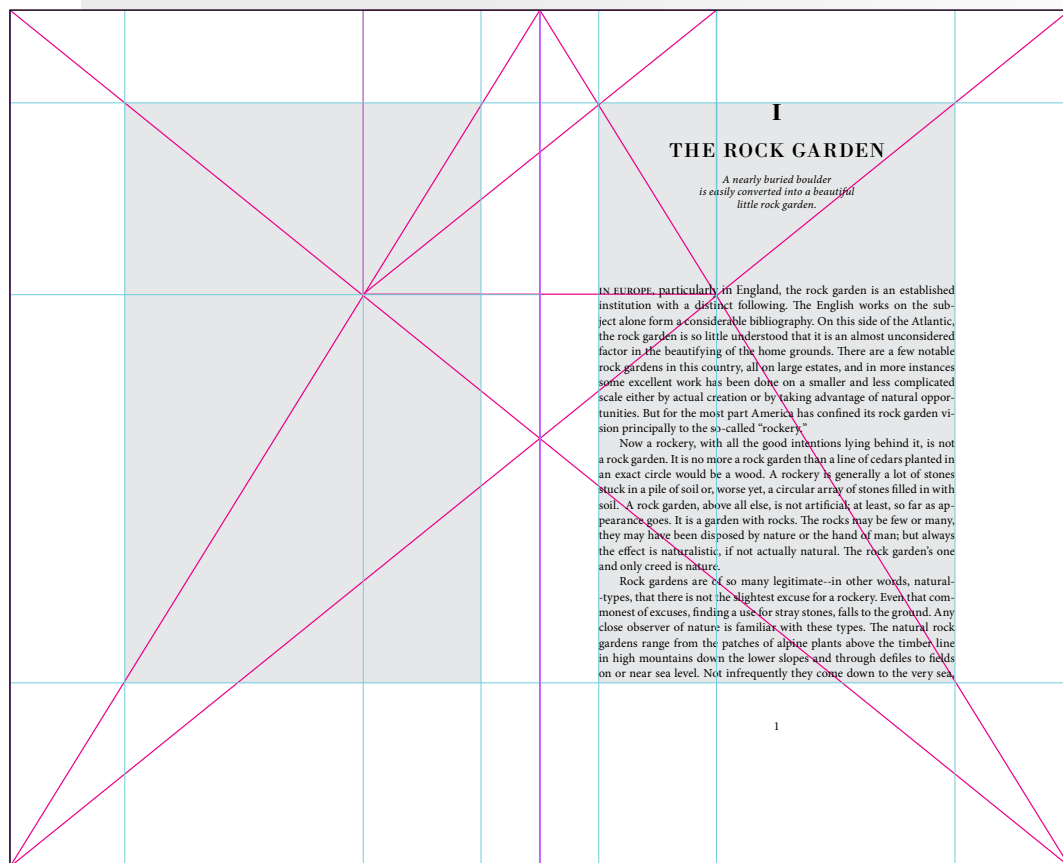 I
THE ROCK GARDEN
A nearly buried boulder
is easily converted into a beautiful
little rock garden.
IN EUROPE, particularly in England, the rock garden is an established
institution with a distinct following. The English works on the sub-
ject alone form a considerable bibliography. On this side of the Atlantic,
the rock garden is so little understood that it is an almost unconsidered
factor in the beautifying of the home grounds. There are a few notable
rock gardens in this country, all on large estates, and in more instances
some excellent work has been done on a smaller and less complicated
scale either by actual creation or by taking advantage of natural oppor-
tunities. But for the most part America has confined its rock garden vi-
sion principally to the so-called “rockery.”
Now a rockery, with all the good intentions lying behind it, is not
a rock garden. It is no more a rock garden than a line of cedars planted in
an exact circle would be a wood. A rockery is generally a lot of stones
stuck in a pile of soil or, worse yet, a circular array of stones filled in with
soil. A rock garden, above all else, is not artificial; at least, so far as ap-
pearance goes. It is a garden with rocks. The rocks may be few or many,
they may have been disposed by nature or the hand of man; but always
the effect is naturalistic, if not actually natural. The rock garden’s one
and only creed is nature.
Rock gardens are of so many legitimate--in other words, natural-
-types, that there is not the slightest excuse for a rockery. Even that com-
monest of excuses, finding a use for stray stones, falls to the ground. Any
close observer of nature is familiar with these types. The natural rock
gardens range from the patches of alpine plants above the timber line
in high mountains down the lower slopes and through defiles to fields
on or near sea level. Not infrequently they come down to the very sea,
1